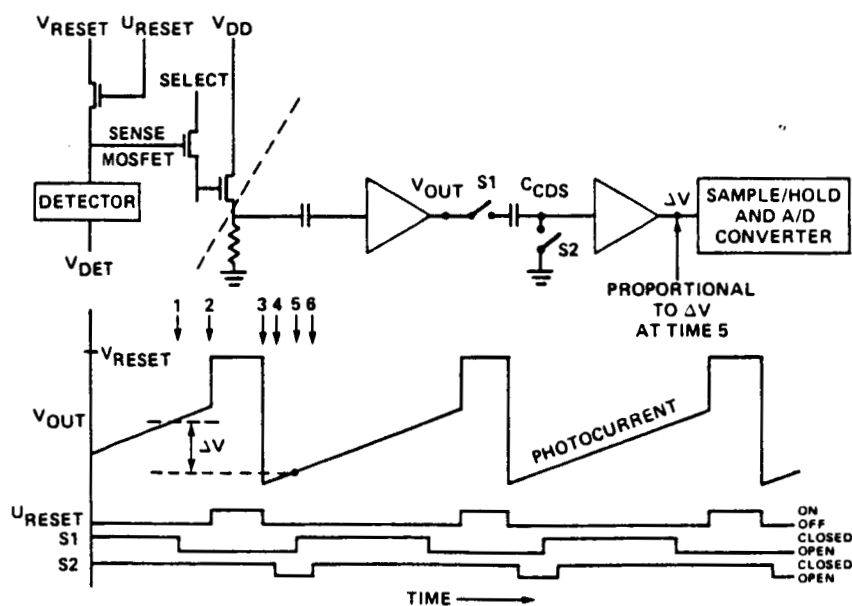 VRESET URESET VDD
SELECT
SENSE
MOSFET
DETECTOR
VDET
VOUT S1 CCDS ΔV
S2
SAMPLE/HOLD
AND A/D
CONVERTER
PROPORTIONAL
TO ΔV
AT TIME 5
1 2 3 4 5 6
VRESET
VOUT
ΔV
PHOTOCURRENT
URESET
ON
OFF
S1
CLOSED
OPEN
S2
CLOSED
OPEN
TIME